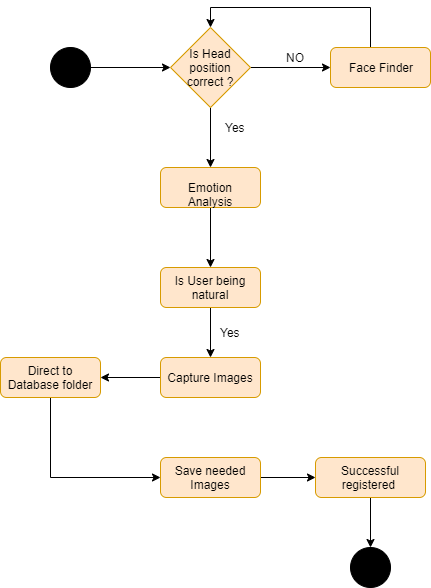 Is Head
position
correct ?
NO
Face Finder
Yes
Emotion
Analysis
Is User being
natural
Yes
Capture Images
Direct to
Database folder
Save needed
Images
Successful
registered